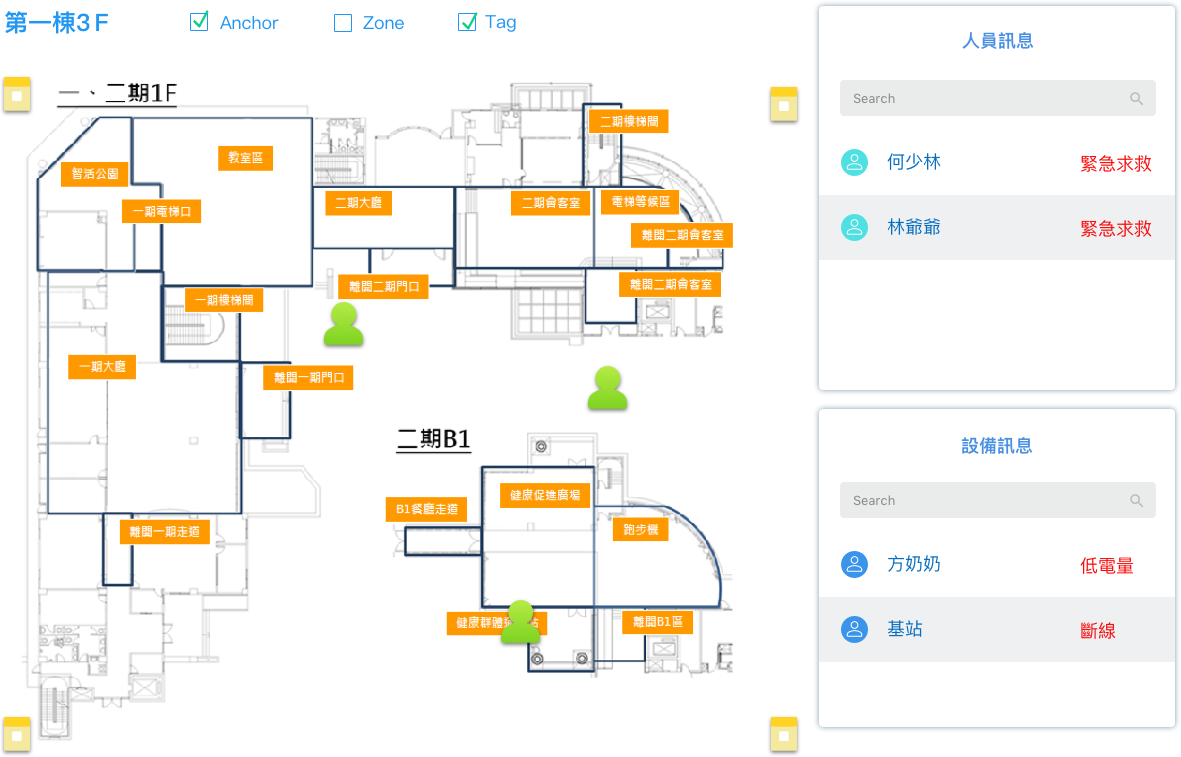 第一棟3F
Anchor
Zone
Tag
一、二期1F
二期樓梯間
教室區
智活公園
一期電梯口
二期大廳
二期會客室
電梯等候區
離開二期會客室
離開二期門口
離開二期會客室
一期樓梯間
一期大廳
離開一期門口
二期B1
健康促進廣場
B1餐廳走道
跑步機
離開一期走道
健康群體
站
離開B1區
人員訊息
Search
何少林
緊急求救
林爺爺
緊急求救
設備訊息
Search
方奶奶
低電量
基站
斷線